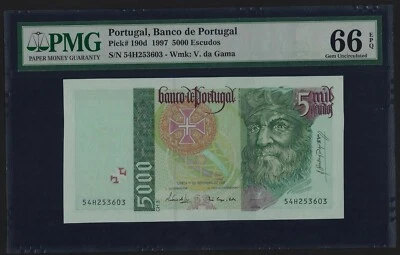 PMG
PAPER MONEY GUARANTY
Portugal, Banco de Portugal
Pick# 190d 1997 5000 Escudos
S/N 54H253603 - Wmk: V. da Gama
66 EPQ
Gem Uncirculated
banco de Portugal
5 mil
escudos
5000
54H253603
54H253603